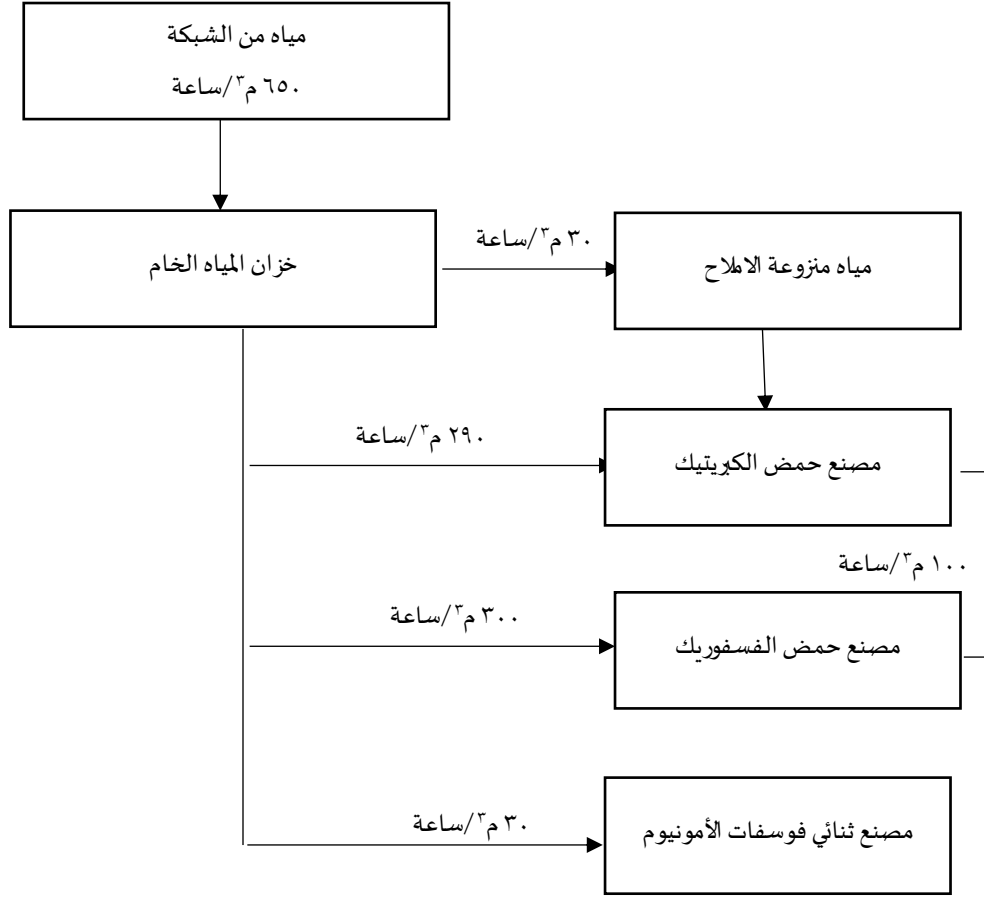 مياه من الشبكة
٦٥٠ م٣/ساعة
خزان المياه الخام
٣٠ م٣/ساعة
مياه منزوعة الاملاح
٢٩٠ م٣/ساعة
مصنع حمض الكبريتيك
١٠٠ م٣/ساعة
٣٠٠ م٣/ساعة
مصنع حمض الفسفوريك
٣٠ م٣/ساعة
مصنع ثنائي فوسفات الأمونيوم